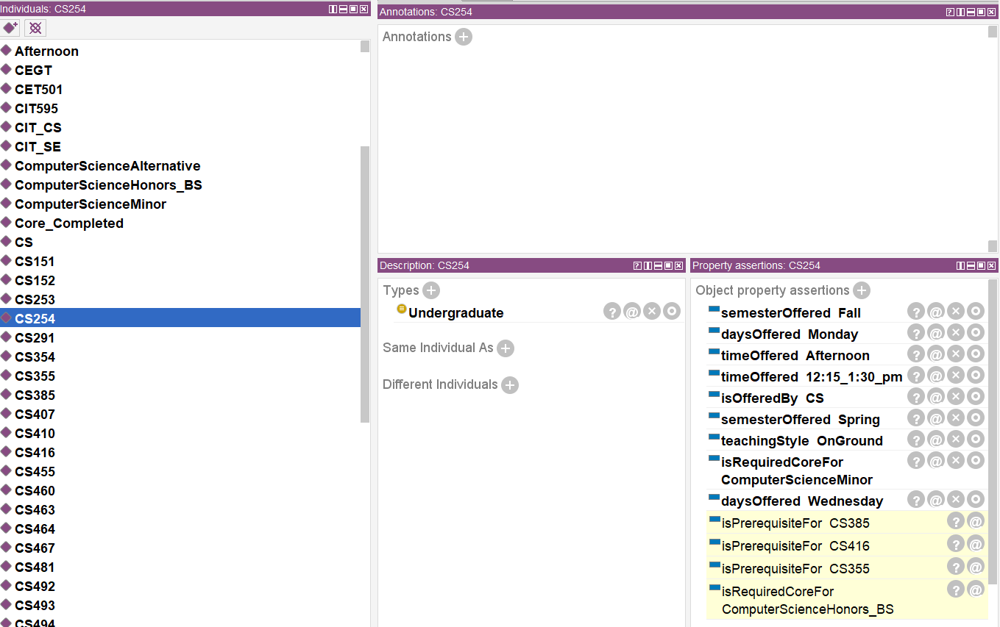 Individuals: CS254
Afternoon
CEGT
CET501
CIT595
CIT_CS
CIT_SE
ComputerScienceAlternative
ComputerScienceHonors_BS
ComputerScienceMinor
Core_Completed
CS
CS151
CS152
CS253
CS254
CS291
CS354
CS355
CS385
CS407
CS410
CS416
CS455
CS460
CS463
CS464
CS467
CS481
CS492
CS493
CS494
Annotations: CS254
Annotations
Description: CS254
Types
Undergraduate
Same Individual As
Different Individuals
Property assertions: CS254
Object property assertions
semesterOffered Fall
daysOffered Monday
timeOffered Afternoon
timeOffered 12:15_1:30_pm
isOfferedBy CS
semesterOffered Spring
teachingStyle OnGround
isRequiredCoreFor
ComputerScienceMinor
daysOffered Wednesday
isPrerequisiteFor CS385
isPrerequisiteFor CS416
isPrerequisiteFor CS355
isRequiredCoreFor
ComputerScienceHonors_BS